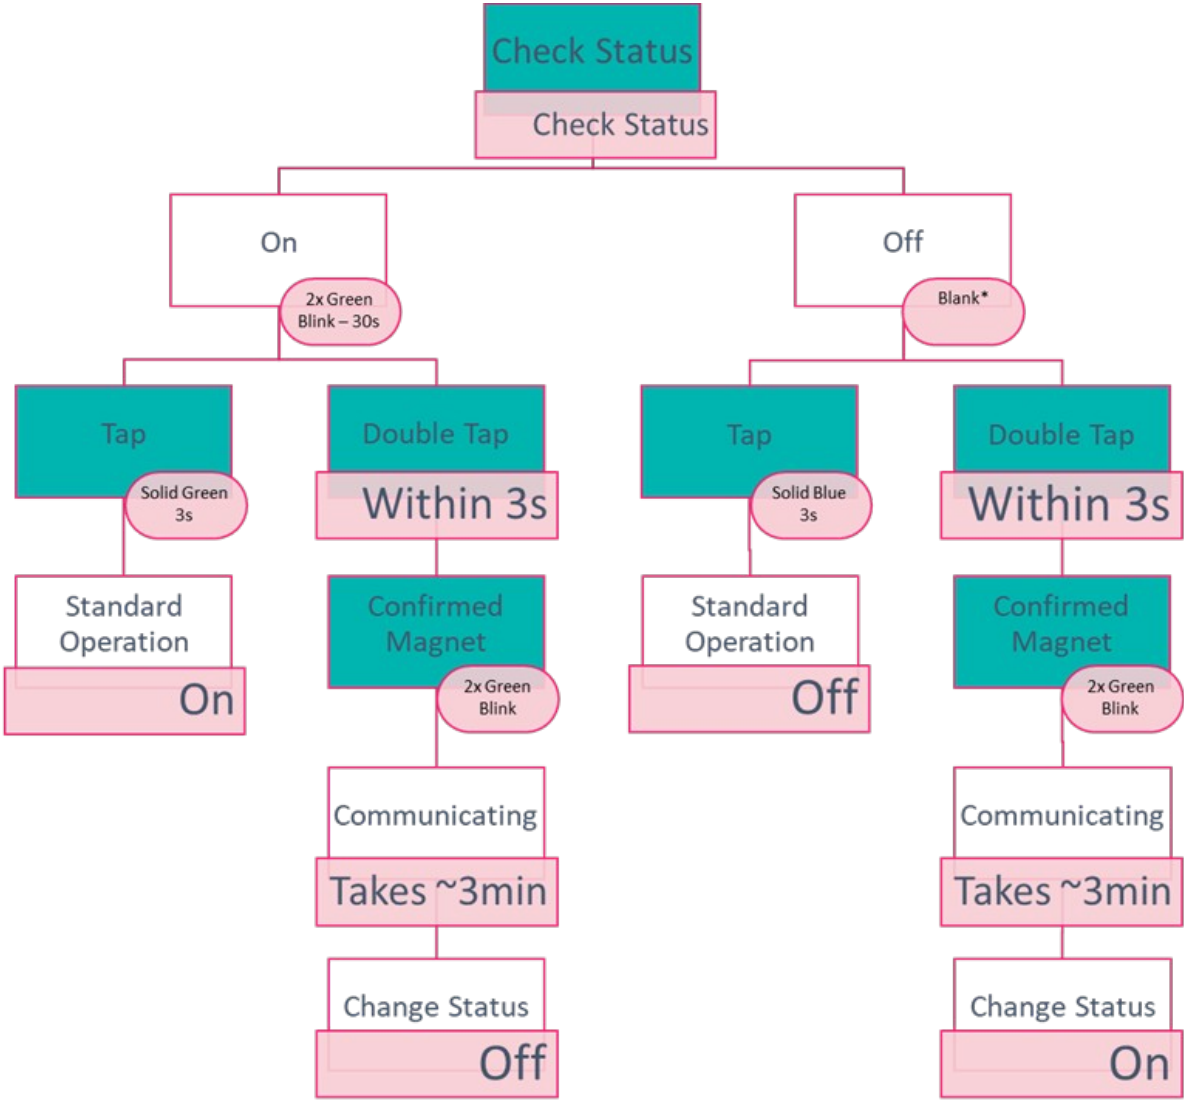 Check Status
Check Status
On
Off
2x Green
Blink – 30s
Blank*
Tap
Double Tap
Tap
Double Tap
Solid Green
3s
Within 3s
Solid Blue
3s
Within 3s
Standard
Operation
Confirmed
Magnet
Standard
Operation
Confirmed
Magnet
On
2x Green
Blink
Off
2x Green
Blink
Communicating
Communicating
Takes ~3min
Takes ~3min
Change Status
Change Status
Off
On